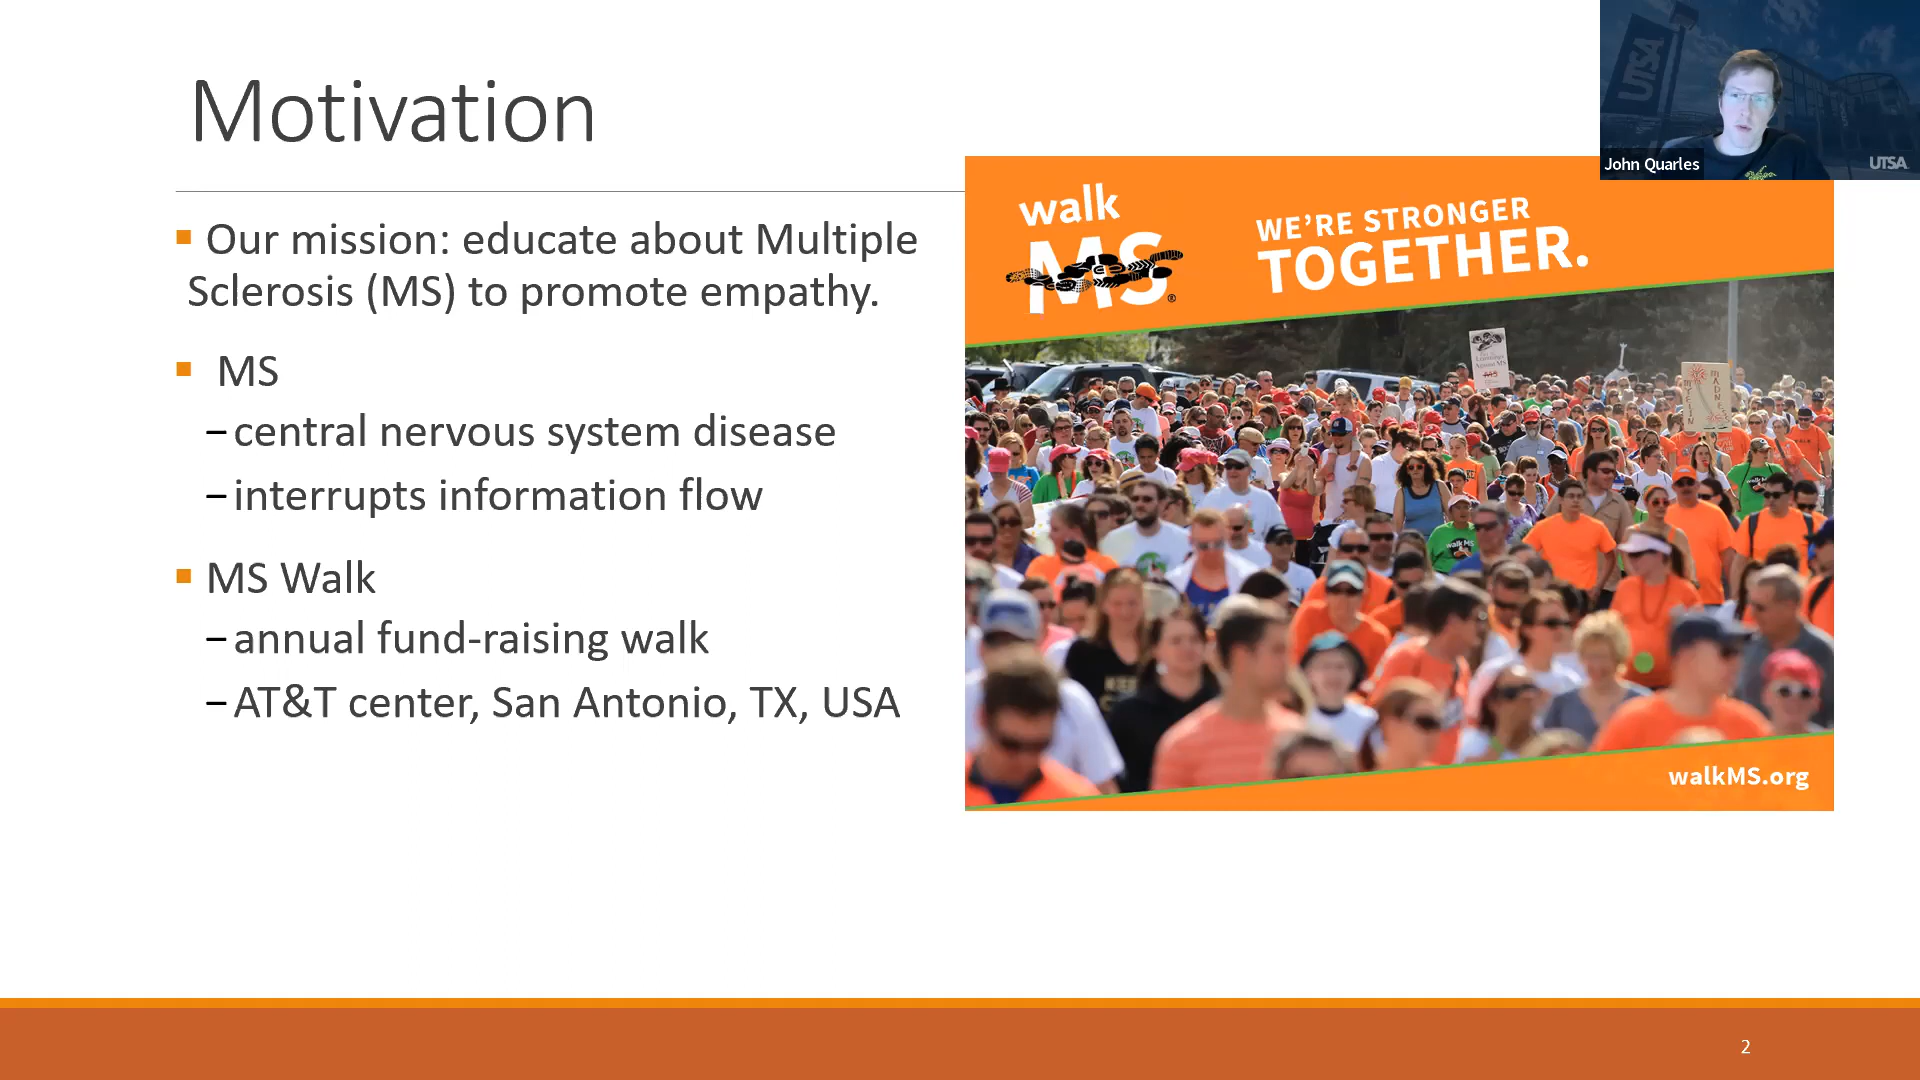 Motivation
Our mission: educate about Multiple
Sclerosis (MS) to promote empathy.
MS
–central nervous system disease
–interrupts information flow
MS Walk
–annual fund-raising walk
–AT&T center, San Antonio, TX, USA
walk
MS®
WE’RE STRONGER
TOGETHER.
walkMS.org
UTSA
John Quarles
UTSA
2